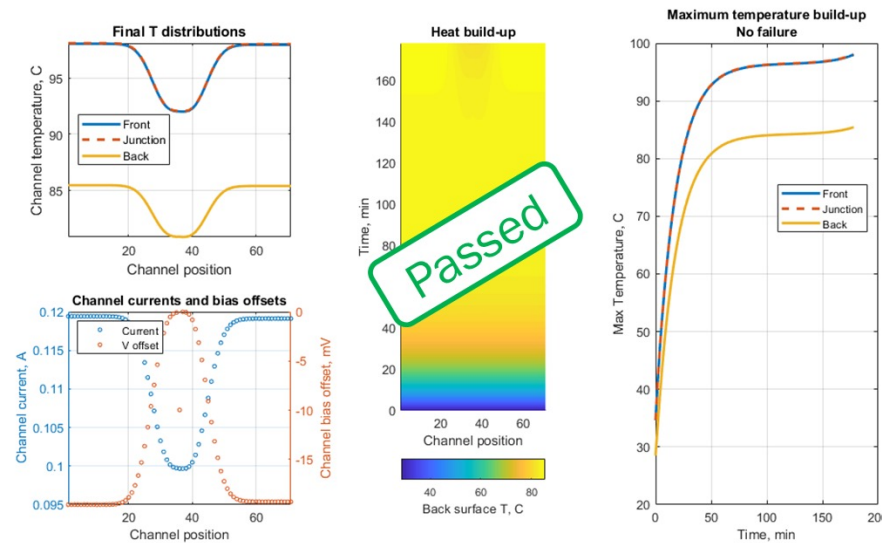 Final T distributions
95
90
85
Channel temperature, C
Front
Junction
Back
20
40
60
Channel position
Channel currents and bias offsets
0.12
0.115
0.11
0.105
0.1
0.095
Channel current, A
Current
V offset
0
-5
-10
-15
Channel bias offset, mV
20
40
60
Channel position
Heat build-up
160
140
120
100
80
40
20
0
Time, min
Passed
20
40
60
Channel position
40
60
80
Back surface T, C
Maximum temperature build-up
No failure
100
90
80
70
60
50
40
30
20
Max Temperature, C
Front
Junction
Back
0
50
100
150
200
Time, min